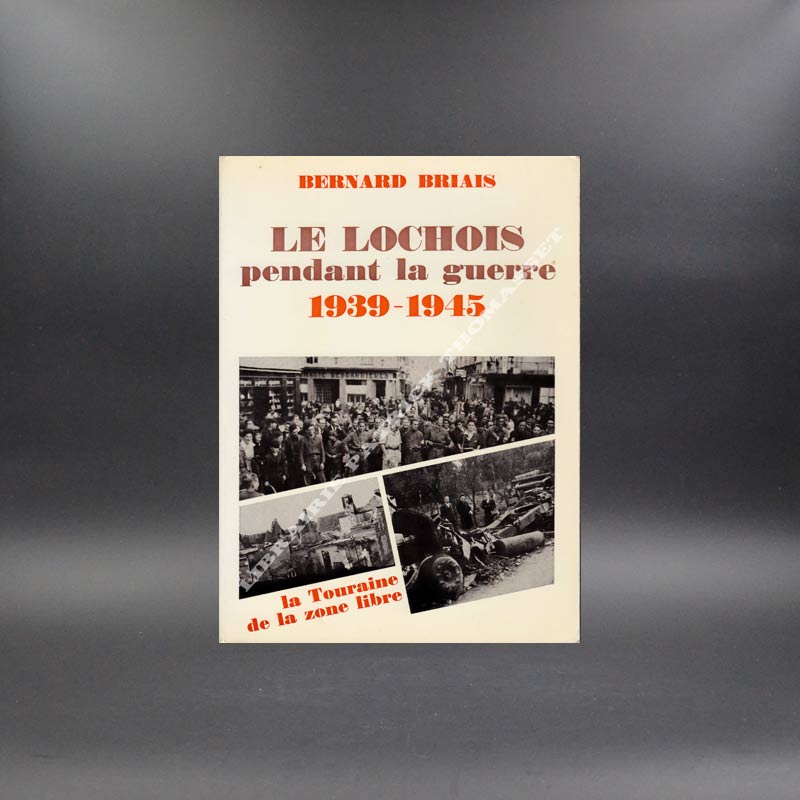 BERNARD BRIAIS
LE LOCHOIS
pendant la guerre
1939-1945
la Touraine
de la zone libre